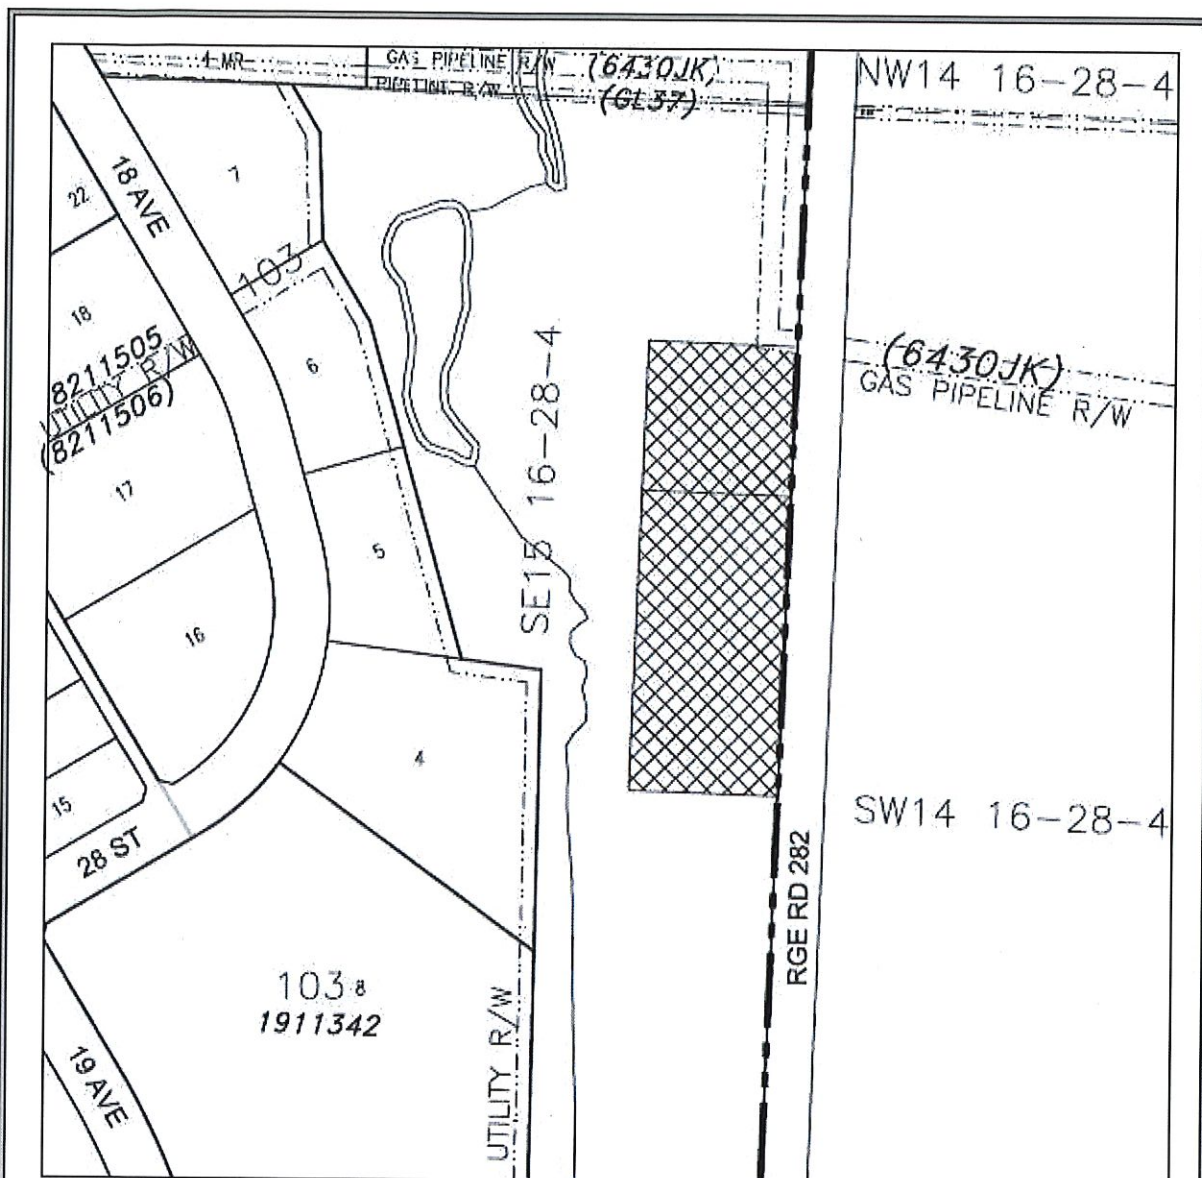 4 MR
GAS PIPELINE R/W
PIPELINE R/W
(6430JK)
(GL37)
NW14 16-28-4
22
18 AVE
7
103
18
8211505
UTILITY R/W
(8211506)
6
SE15 16-28-4
(6430JK)
GAS PIPELINE R/W
17
5
16
4
15
28 ST
SW14 16-28-4
RGE RD 282
103 8
1911342
UTILITY R/W
19 AVE